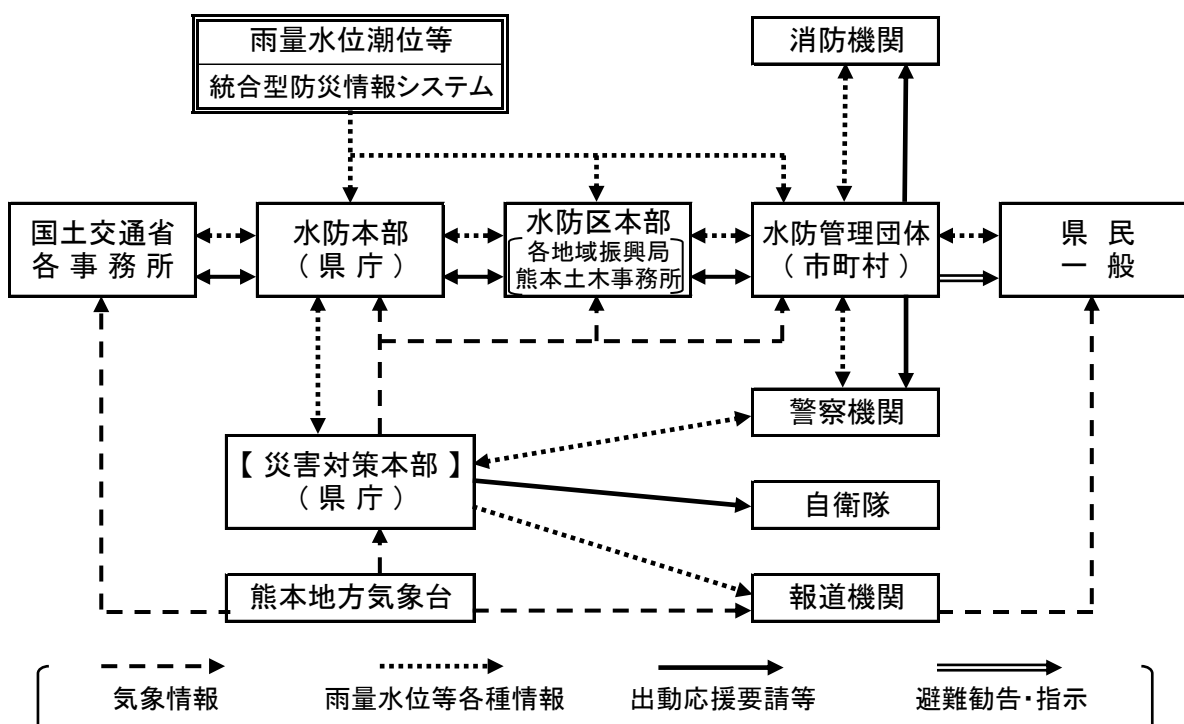 雨量水位潮位等
統合型防災情報システム
消防機関
国土交通省
各事務所
水防本部
(県庁)
水防区本部
各地域振興局
熊本土木事務所
水防管理団体
(市町村)
県民
一般
警察機関
【災害対策本部】
(県庁)
自衛隊
熊本地方気象台
報道機関
気象情報
雨量水位等各種情報
出動応援要請等
避難勧告・指示